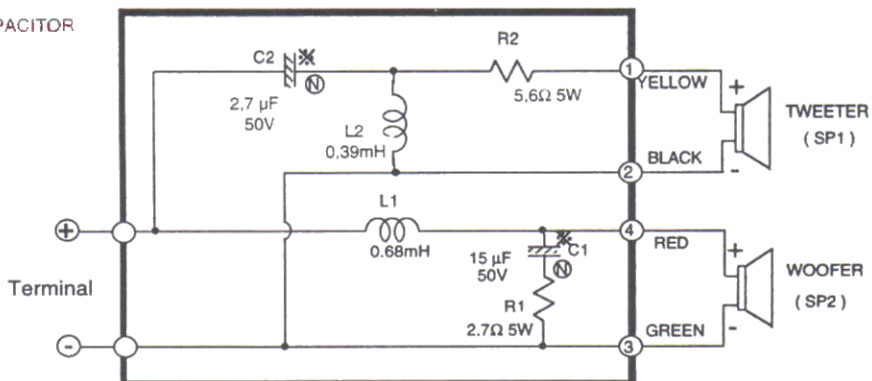 PACITOR
C2 ※
Ⓝ
2,7 µF
50V
R2
5,6Ω 5W
L2
0,39mH
1
YELLOW
+
TWEETER
( SP1 )
-
2
BLACK
L1
0.68mH
+
Terminal
-
15 µF
50V
※
C1
Ⓝ
R1
2.7Ω 5W
4
RED
+
WOOFER
( SP2 )
-
3
GREEN